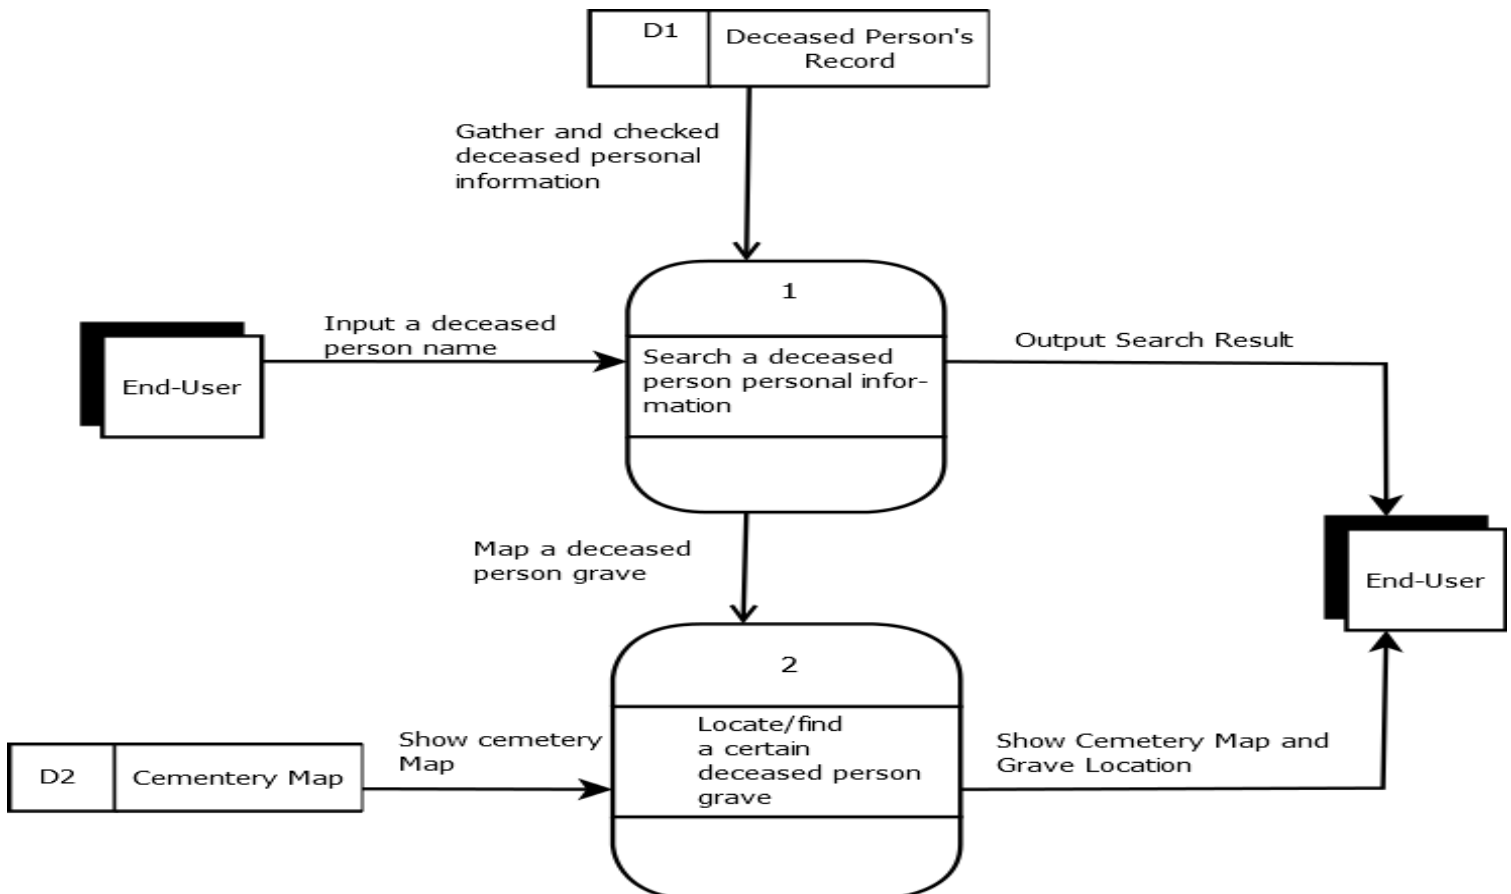 D1
Deceased Person's
Record
Gather and checked
deceased personal
information
1
Input a deceased
person name
Search a deceased
person personal infor-
mation
Output Search Result
End-User
Map a deceased
person grave
End-User
2
Locate/find
a certain
deceased person
grave
Show cemetery
Map
D2
Cementery Map
Show Cemetery Map and
Grave Location